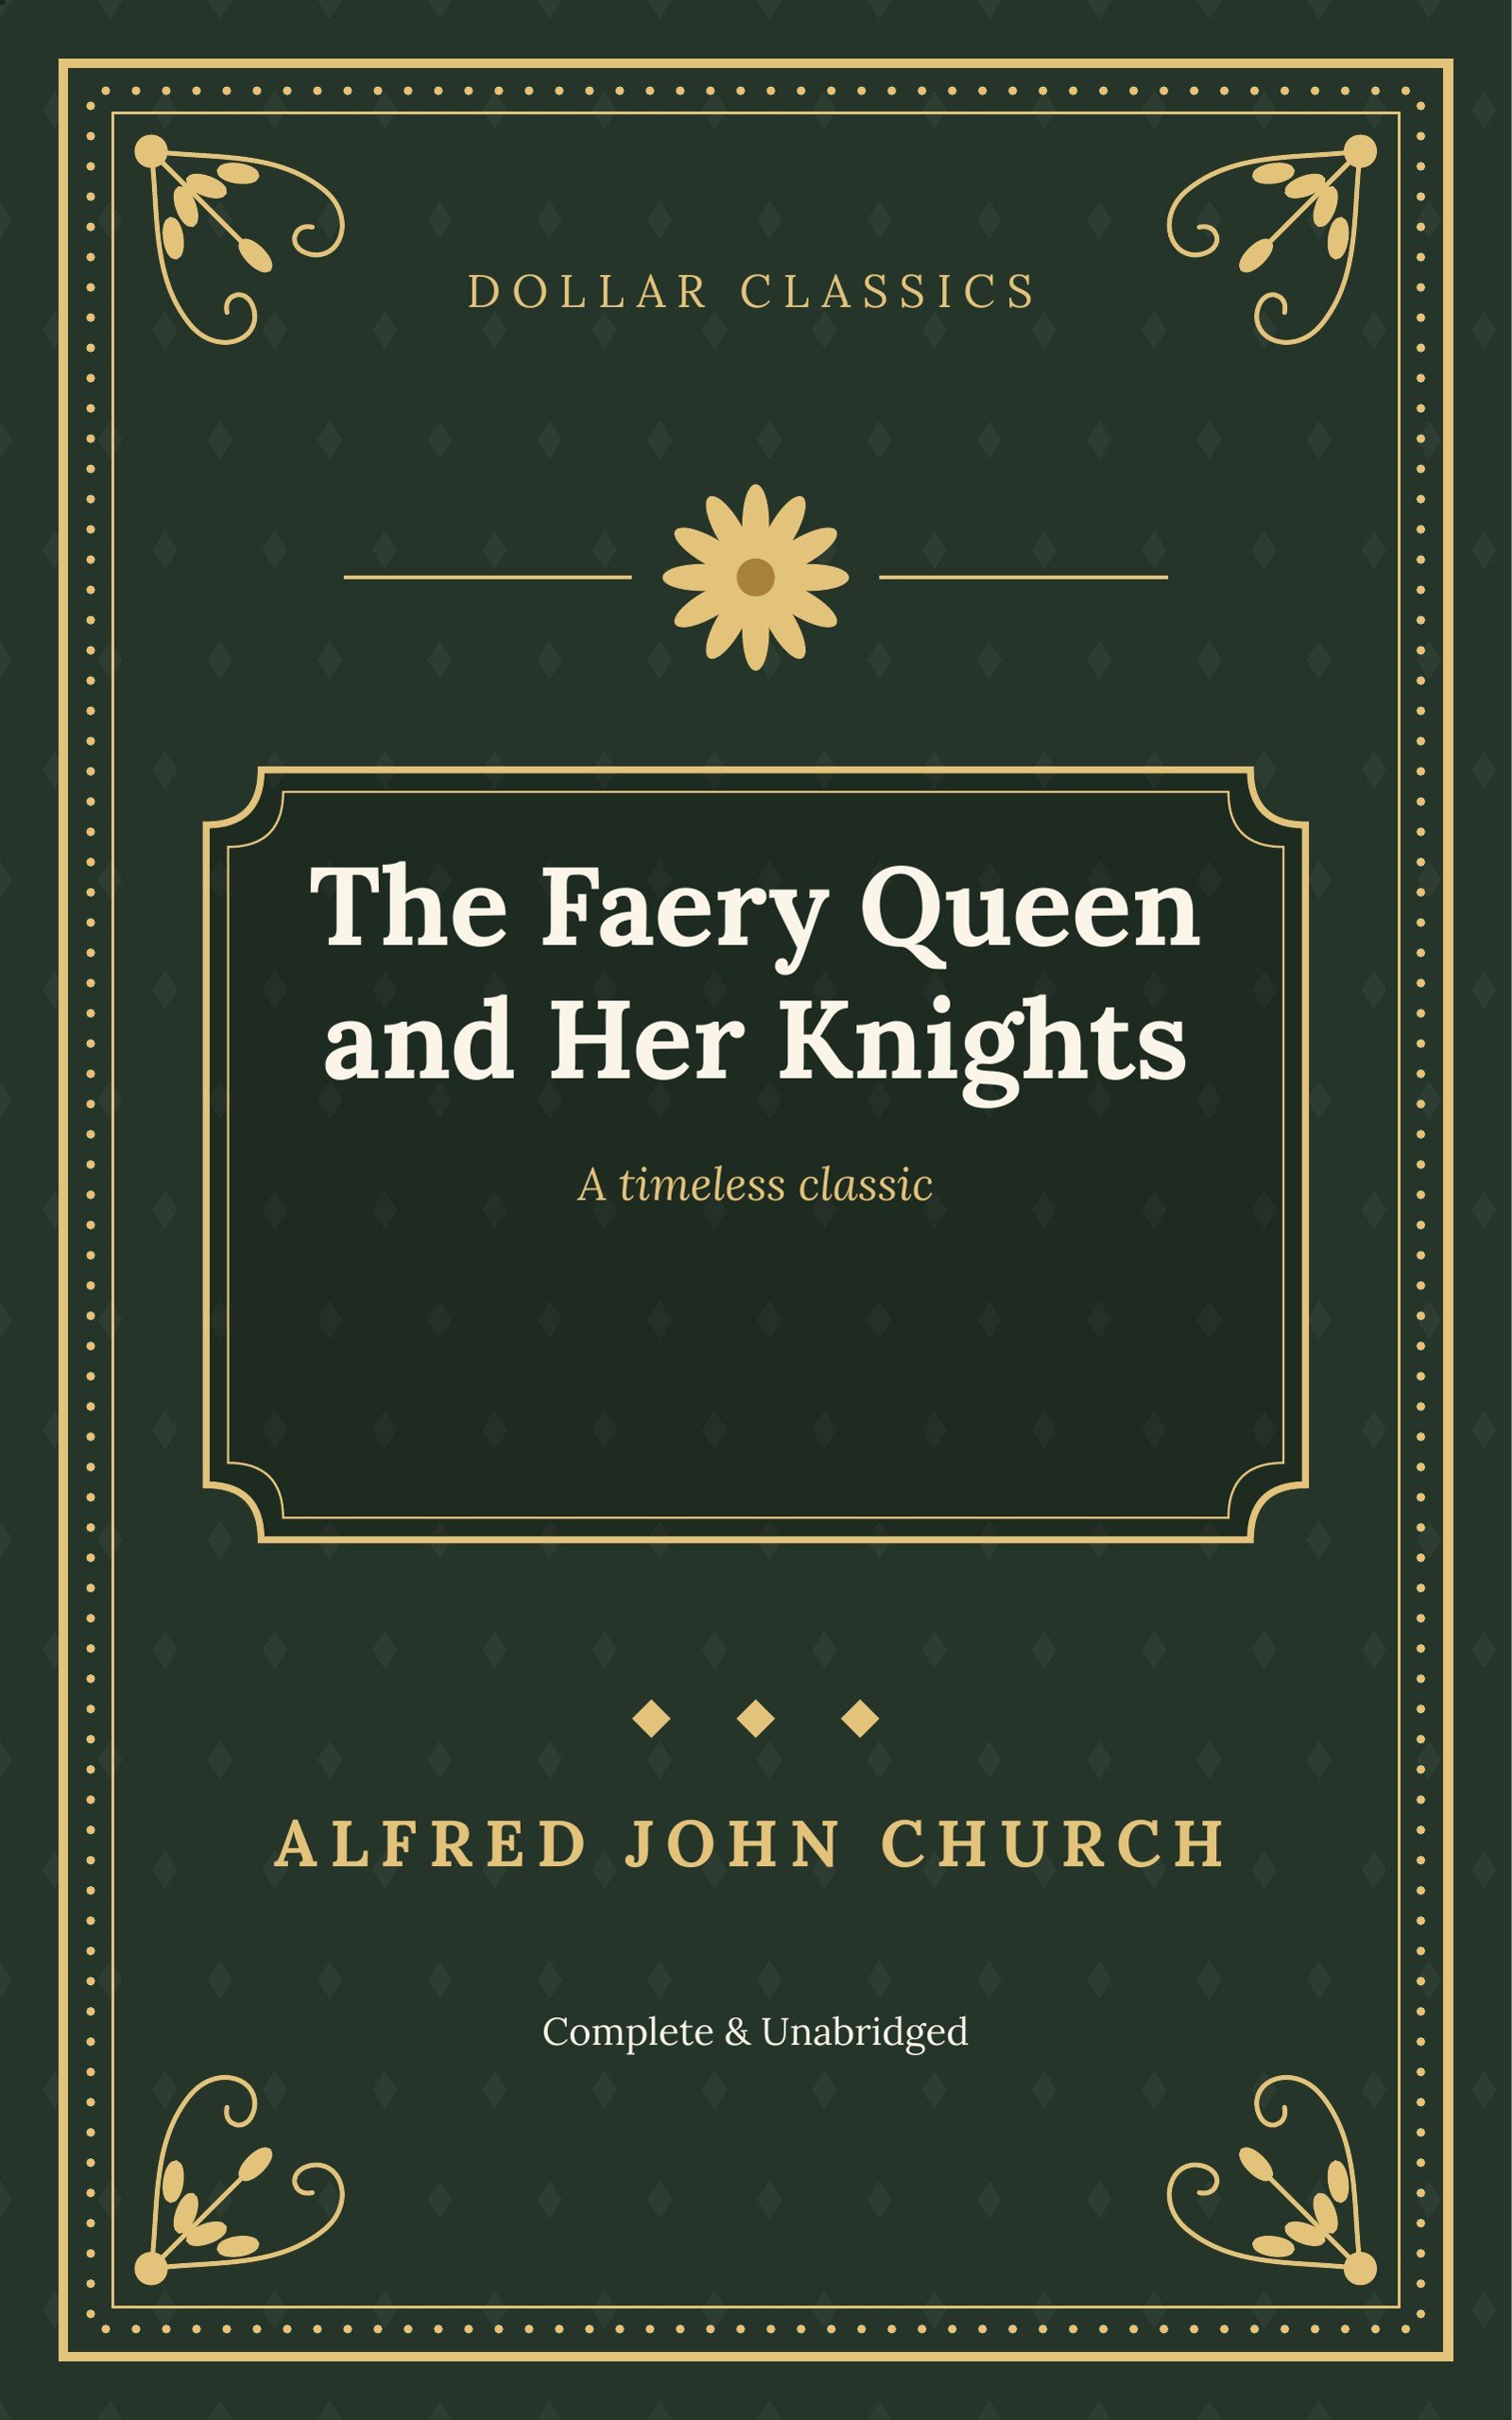 DOLLAR CLASSICS
The Faery Queen
and Her Knights
A timeless classic
ALFRED JOHN CHURCH
Complete & Unabridged